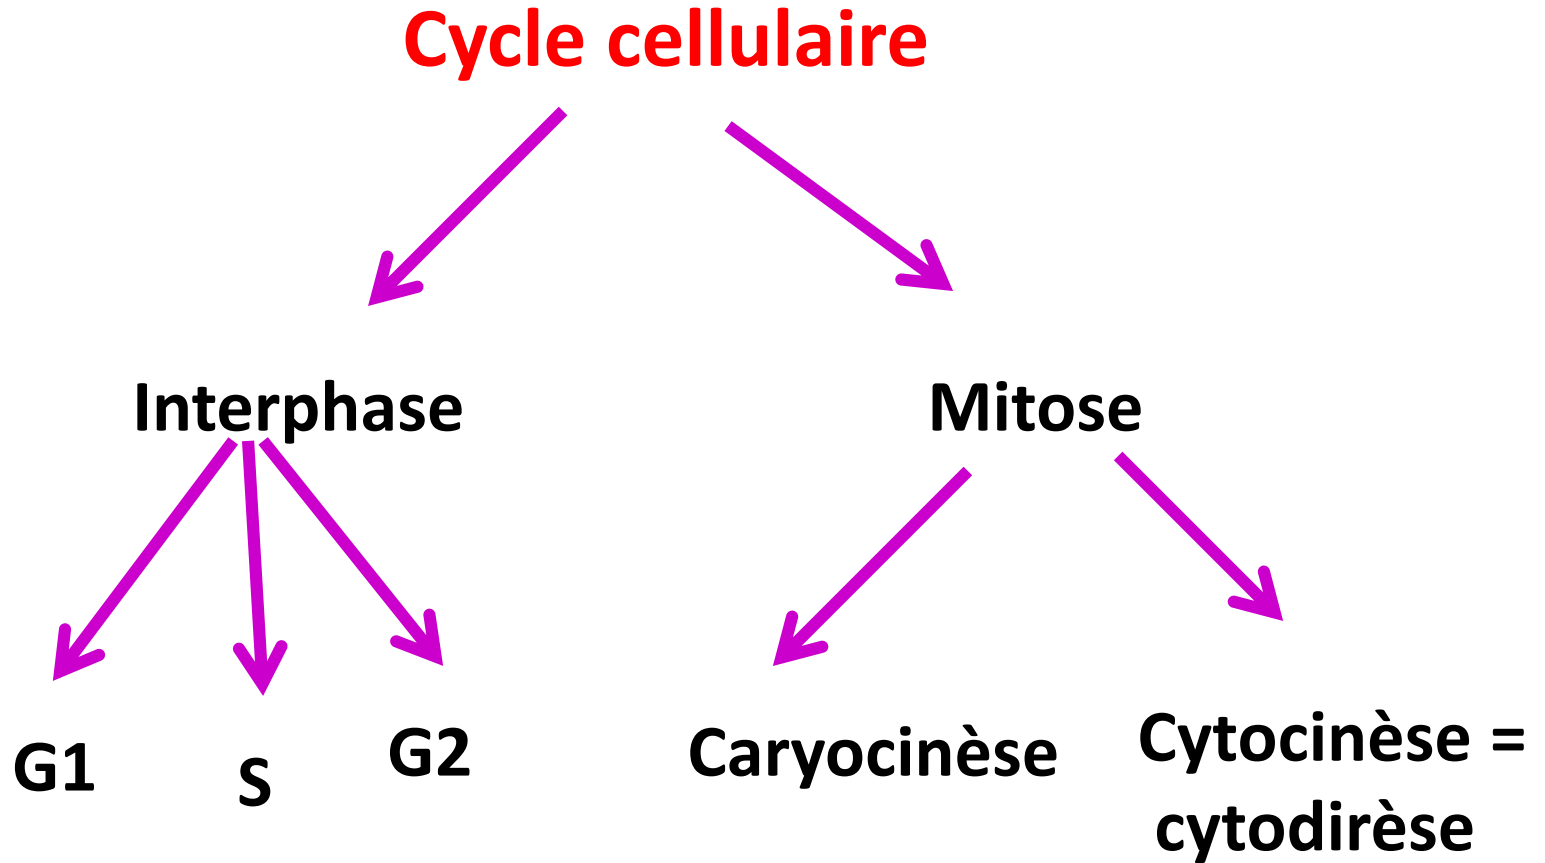 Cycle cellulaire
Interphase
Mitose
G1
S
G2
Caryocinèse
Cytocinèse =
cytodirèse